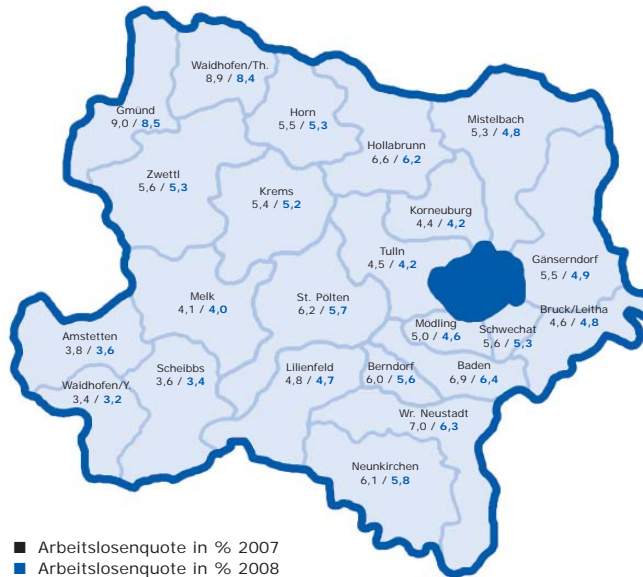 Waidhofen/Th.
8,9 / 8,4
Gmünd
9,0 / 8,5
Horn
5,5 / 5,3
Mistelbach
5,3 / 4,8
Hollabrunn
6,6 / 6,2
Zwettl
5,6 / 5,3
Krems
5,4 / 5,2
Korneuburg
4,4 / 4,2
Tulln
4,5 / 4,2
Gänserndorf
5,5 / 4,9
Melk
4,1 / 4,0
St. Pölten
6,2 / 5,7
Bruck/Leitha
4,6 / 4,8
Mödling
5,0 / 4,6
Schwechat
5,6 / 5,3
Amstetten
3,8 / 3,6
Scheibbs
3,6 / 3,4
Lilienfeld
4,8 / 4,7
Berndorf
6,0 / 5,6
Baden
6,9 / 6,4
Waidhofen/Y.
3,4 / 3,2
Wr. Neustadt
7,0 / 6,3
Neunkirchen
6,1 / 5,8
Arbeitslosenquote in % 2007
Arbeitslosenquote in % 2008